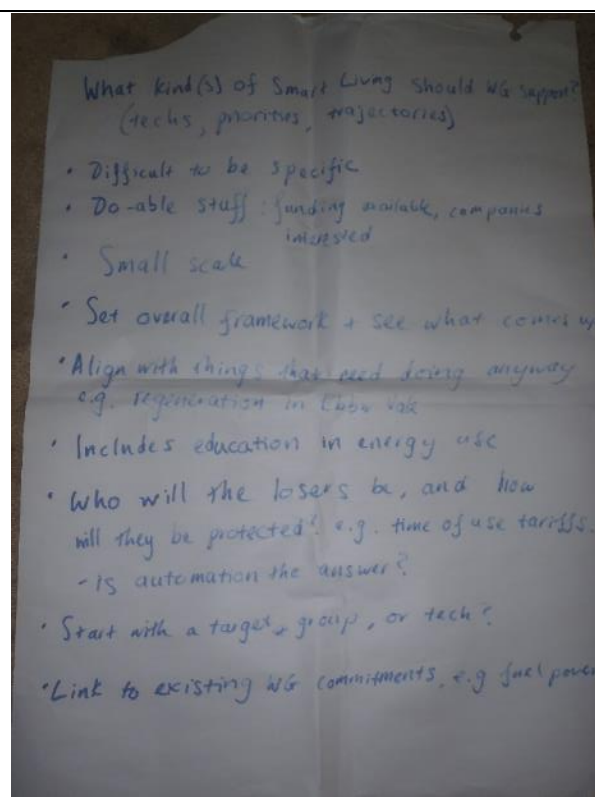 What kind(s) of Smart Living should WG support?
(techs, priorities, trajectories)
• Difficult to be specific
• Do-able stuff: funding available, companies
interested
• Small scale
• Set overall framework + see what comes up
• Align with things that need doing anyway
e.g. regeneration in Ebbw Vale
• Includes education in energy use
• Who will the losers be, and how
will they be protected? e.g. time of use tariffs.
- Is automation the answer?
• Start with a target, group, or tech?
• Link to existing WG commitments, e.g fuel pover